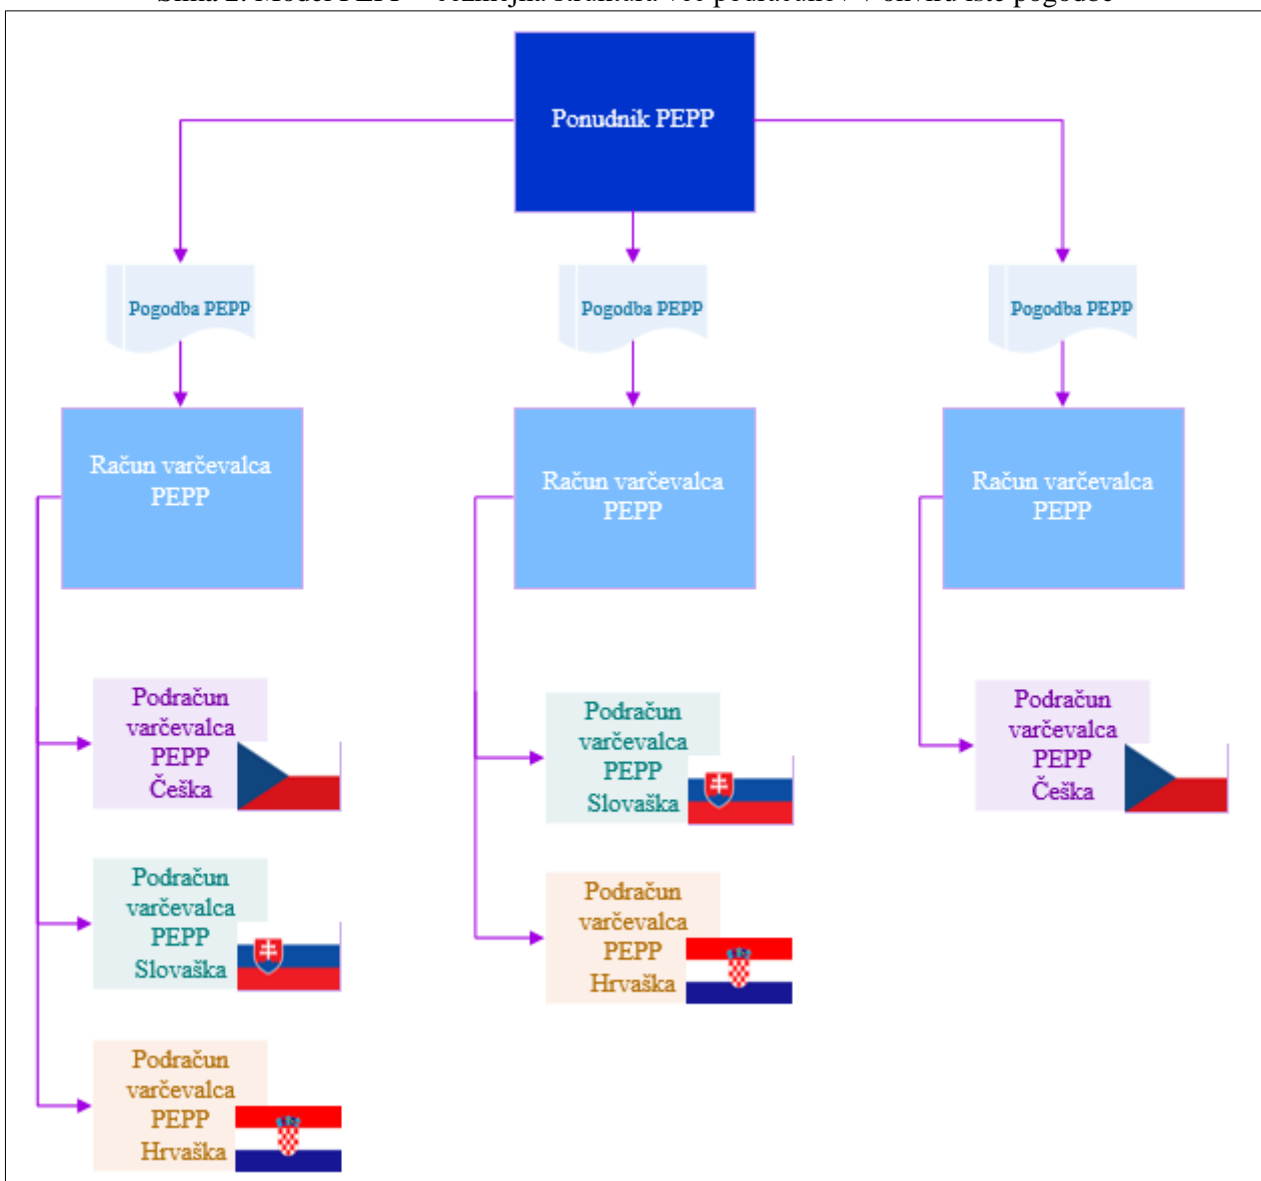 Ponudnik PEPP
Pogodba PEPP
Pogodba PEPP
Pogodba PEPP
Račun varčevalca
PEPP
Račun varčevalca
PEPP
Račun varčevalca
PEPP
Podračun
varčevalca
PEPP
Češka
Podračun
varčevalca
PEPP
Slovaška
Podračun
varčevalca
PEPP
Češka
Podračun
varčevalca
PEPP
Slovaška
Podračun
varčevalca
PEPP
Hrvaška
Podračun
varčevalca
PEPP
Hrvaška